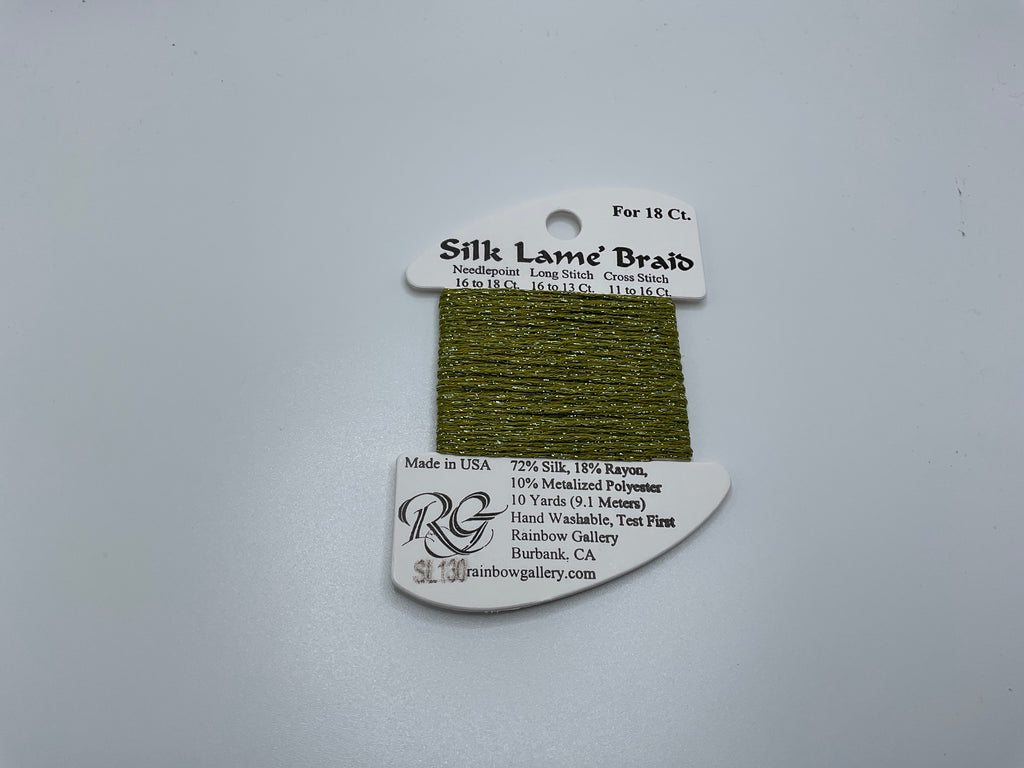 For 18 Ct.
Silk Lame' Braid
Needlepoint Long Stitch Cross Stitch
16 to 18 Ct. 16 to 13 Ct. 11 to 16 Ct.
Made in USA
72% Silk, 18% Rayon,
10% Metalized Polyester
10 Yards (9.1 Meters)
Hand Washable, Test First
Rainbow Gallery
Burbank, CA
rainbowgallery.com
RG
SL130